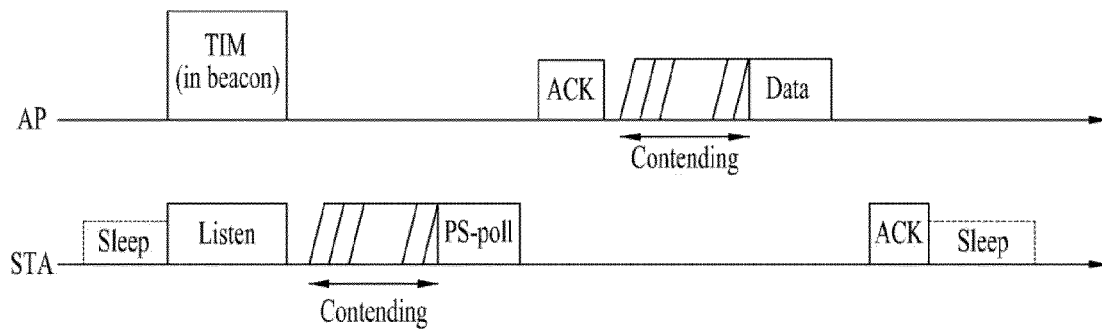 TIM
(in beacon)
ACK
Data
AP
Contending
Sleep
Listen
PS-poll
ACK
Sleep
STA
Contending